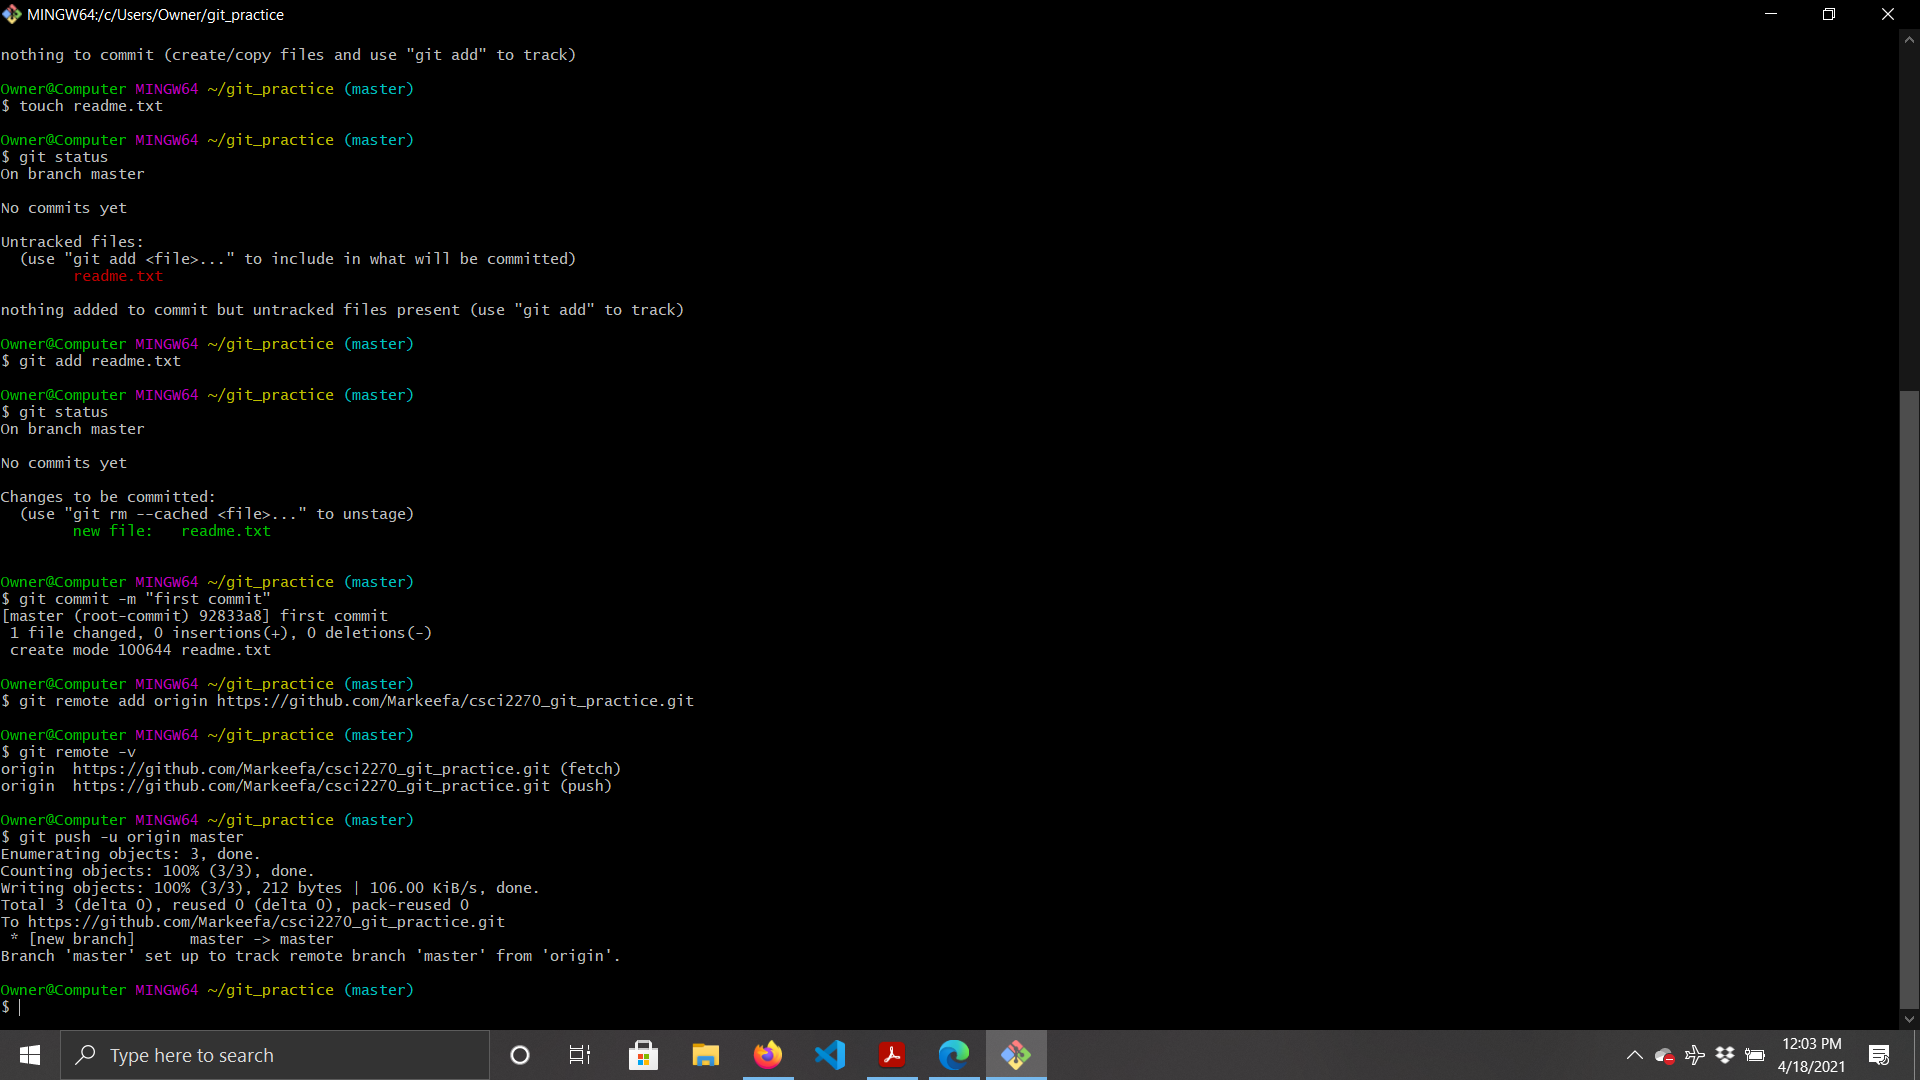 MINGW64:/c/Users/Owner/git_practice
nothing to commit (create/copy files and use "git add" to track)
Owner@Computer MINGW64 ~/git_practice (master)
$ touch readme.txt
Owner@Computer MINGW64 ~/git_practice (master)
$ git status
On branch master
No commits yet
Untracked files:
  (use "git add <file>..." to include in what will be committed)
        readme.txt
nothing added to commit but untracked files present (use "git add" to track)
Owner@Computer MINGW64 ~/git_practice (master)
$ git add readme.txt
Owner@Computer MINGW64 ~/git_practice (master)
$ git status
On branch master
No commits yet
Changes to be committed:
  (use "git rm --cached <file>..." to unstage)
        new file:   readme.txt
Owner@Computer MINGW64 ~/git_practice (master)
$ git commit -m "first commit"
[master (root-commit) 92833a8] first commit
 1 file changed, 0 insertions(+), 0 deletions(-)
 create mode 100644 readme.txt
Owner@Computer MINGW64 ~/git_practice (master)
$ git remote add origin https://github.com/Markeefa/csci2270_git_practice.git
Owner@Computer MINGW64 ~/git_practice (master)
$ git remote -v
origin  https://github.com/Markeefa/csci2270_git_practice.git (fetch)
origin  https://github.com/Markeefa/csci2270_git_practice.git (push)
Owner@Computer MINGW64 ~/git_practice (master)
$ git push -u origin master
Enumerating objects: 3, done.
Counting objects: 100% (3/3), done.
Writing objects: 100% (3/3), 212 bytes | 106.00 KiB/s, done.
Total 3 (delta 0), reused 0 (delta 0), pack-reused 0
To https://github.com/Markeefa/csci2270_git_practice.git
 * [new branch]      master -> master
Branch 'master' set up to track remote branch 'master' from 'origin'.
Owner@Computer MINGW64 ~/git_practice (master)
$
Type here to search
12:03 PM
4/18/2021